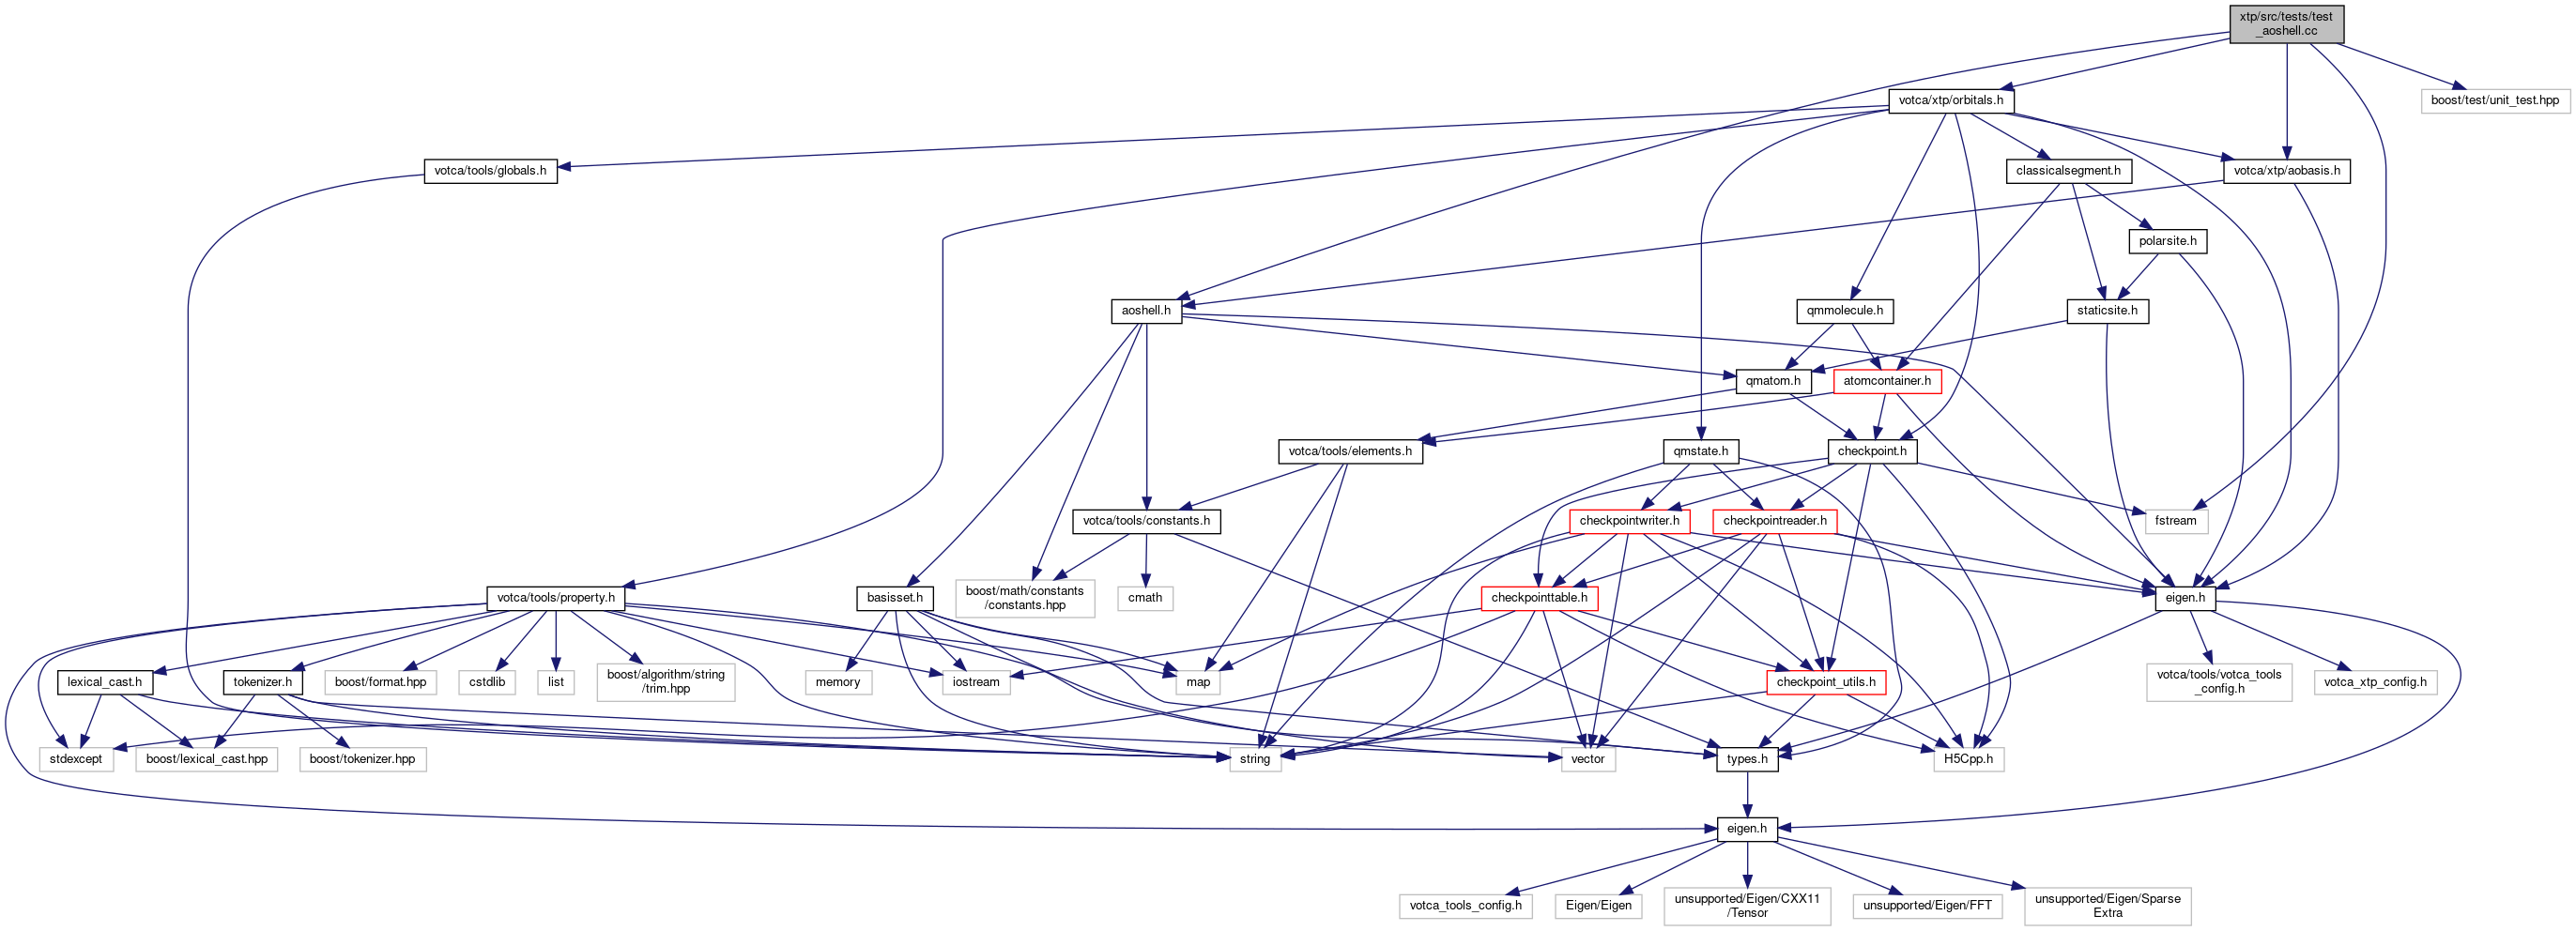 xtp/src/tests/test
_aoshell.cc
votca/xtp/orbitals.h
boost/test/unit_test.hpp
votca/tools/globals.h
classicalsegment.h
votca/xtp/aobasis.h
polarsite.h
aoshell.h
qmmolecule.h
staticsite.h
qmatom.h
atomcontainer.h
votca/tools/elements.h
qmstate.h
checkpoint.h
votca/tools/constants.h
checkpointwriter.h
checkpointreader.h
fstream
votca/tools/property.h
basisset.h
boost/math/constants
/constants.hpp
cmath
checkpointtable.h
eigen.h
lexical_cast.h
tokenizer.h
boost/format.hpp
cstdlib
list
boost/algorithm/string
/trim.hpp
memory
iostream
map
checkpoint_utils.h
votca/tools/votca_tools
_config.h
votca_xtp_config.h
stdexcept
boost/lexical_cast.hpp
boost/tokenizer.hpp
string
vector
types.h
H5Cpp.h
eigen.h
votca_tools_config.h
Eigen/Eigen
unsupported/Eigen/CXX11
/Tensor
unsupported/Eigen/FFT
unsupported/Eigen/Sparse
Extra